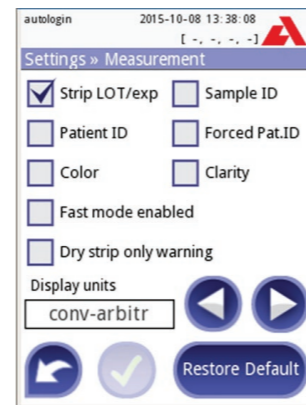 autologin 2015-10-08 13:38:08
[ -, -, -, -]
Settings » Measurement
Strip LOT/exp Sample ID
Patient ID Forced Pat.ID
Color Clarity
Fast mode enabled
Dry strip only warning
Display units
conv-arbitr
Restore Default